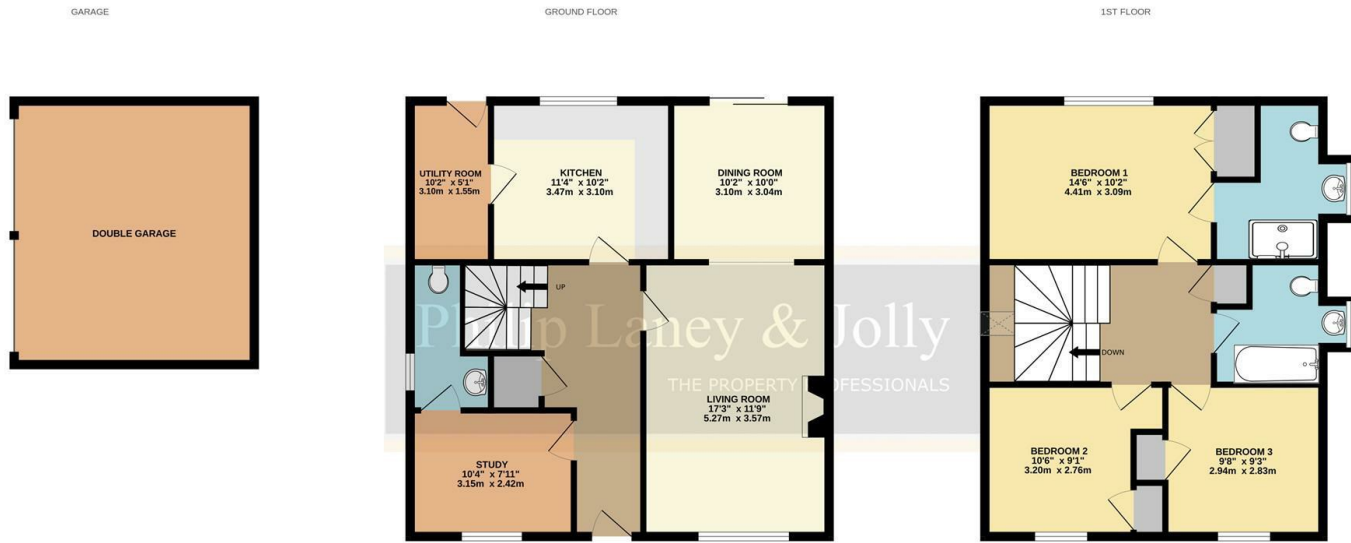 GARAGE
GROUND FLOOR
1ST FLOOR
DOUBLE GARAGE
UTILITY ROOM
10'2" x 5'1"
3.10m x 1.55m
KITCHEN
11'4" x 10'2"
3.47m x 3.10m
DINING ROOM
10'2" x 10'0"
3.10m x 3.04m
UP
LIVING ROOM
17'3" x 11'9"
5.27m x 3.57m
STUDY
10'4" x 7'11"
3.15m x 2.42m
BEDROOM 1
14'6" x 10'2"
4.41m x 3.09m
DOWN
BEDROOM 2
10'6" x 9'1"
3.20m x 2.76m
BEDROOM 3
9'8" x 9'3"
2.94m x 2.83m
Philip Laney & Jolly
THE PROPERTY PROFESSIONALS